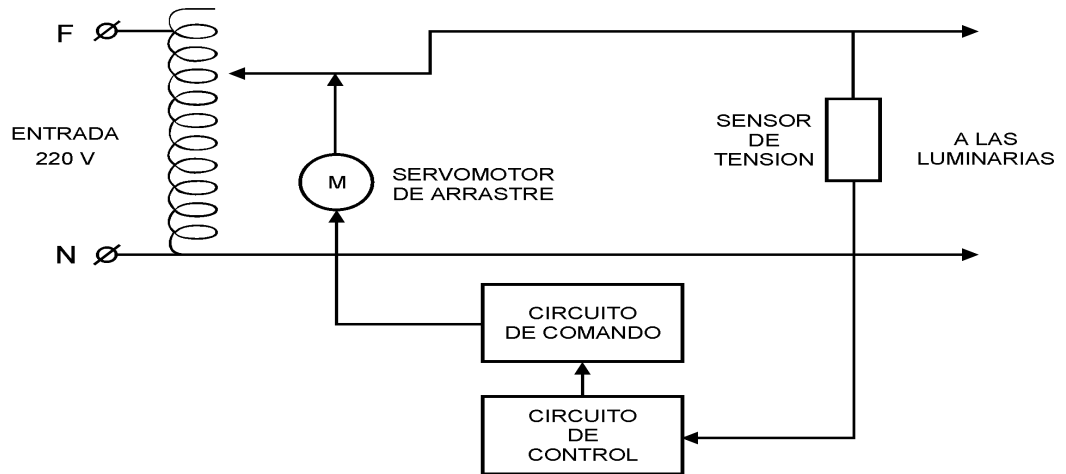 F
ENTRADA
220 V
N
M
SERVOMOTOR
DE ARRASTRE
SENSOR
DE
TENSION
A LAS
LUMINARIAS
CIRCUITO
DE COMANDO
CIRCUITO
DE
CONTROL